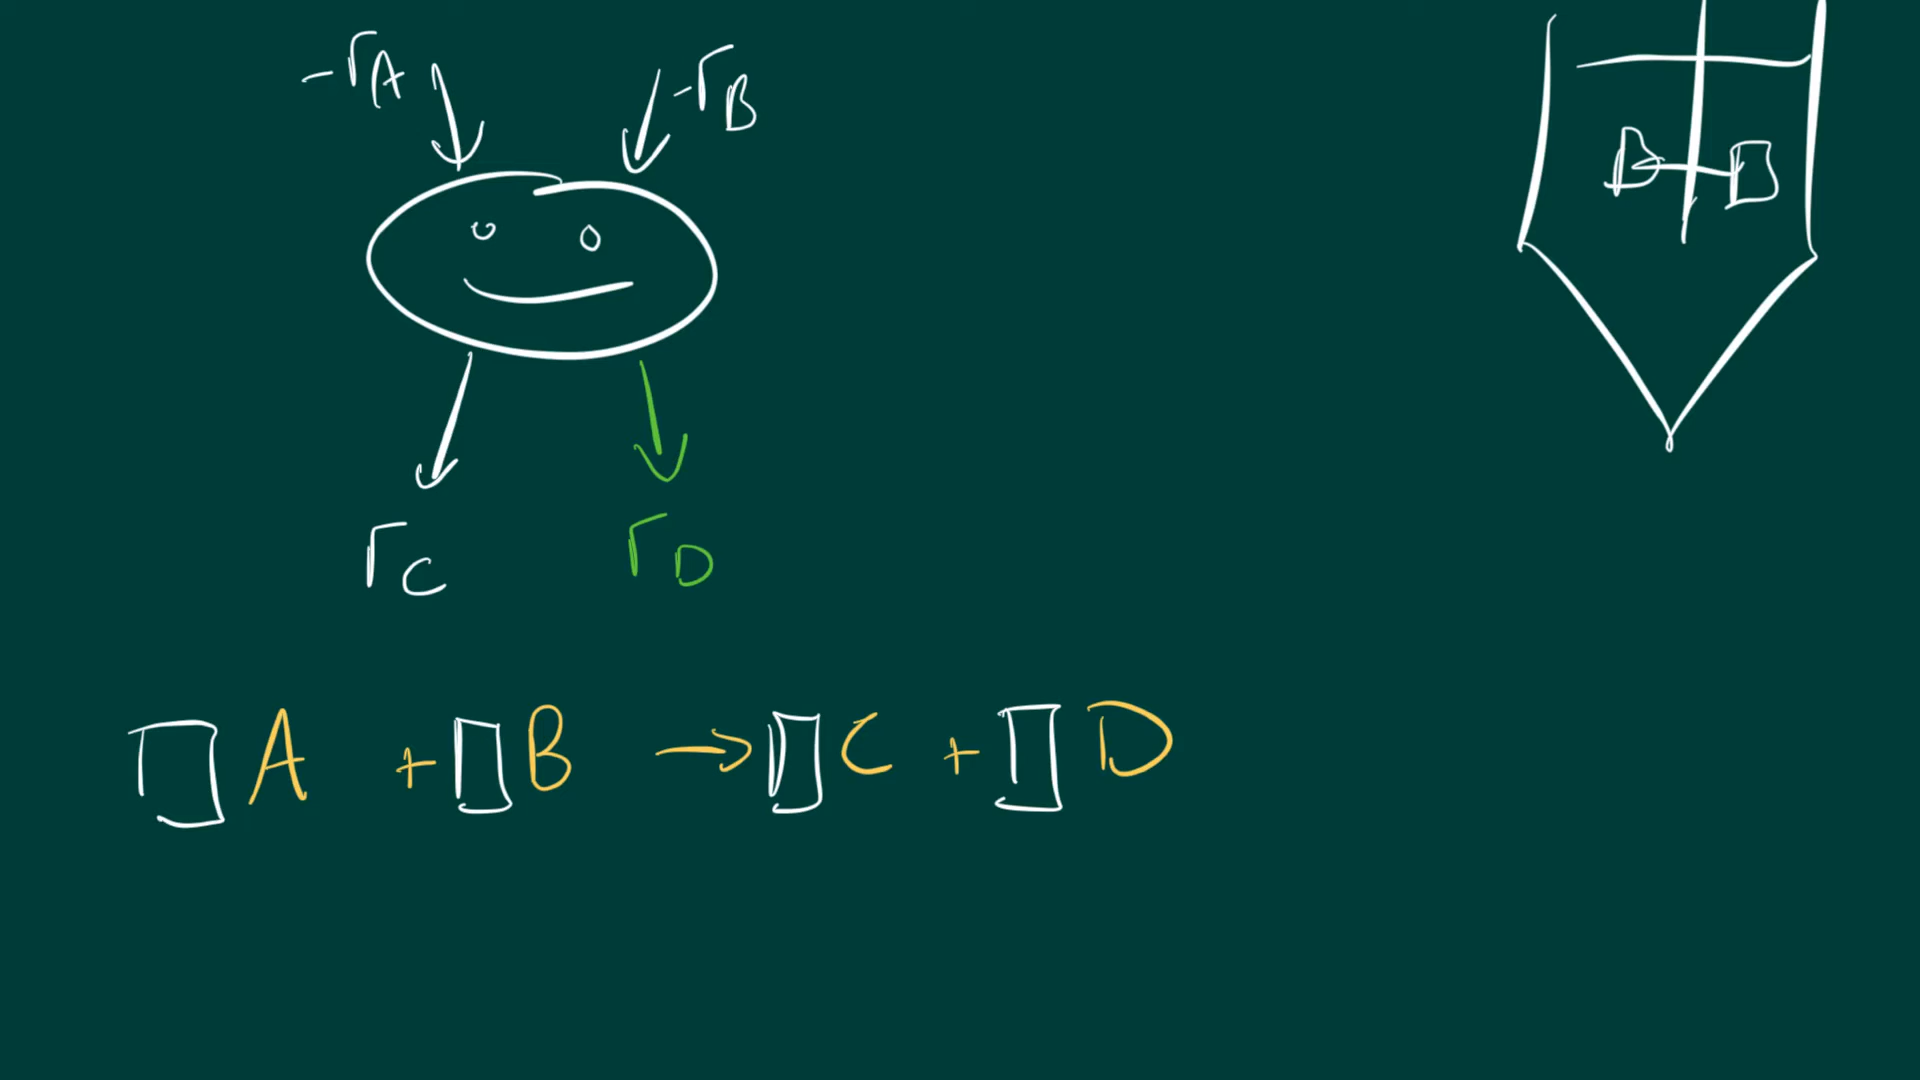 -rA -rB
rC rD
□A + □B → □C + □D